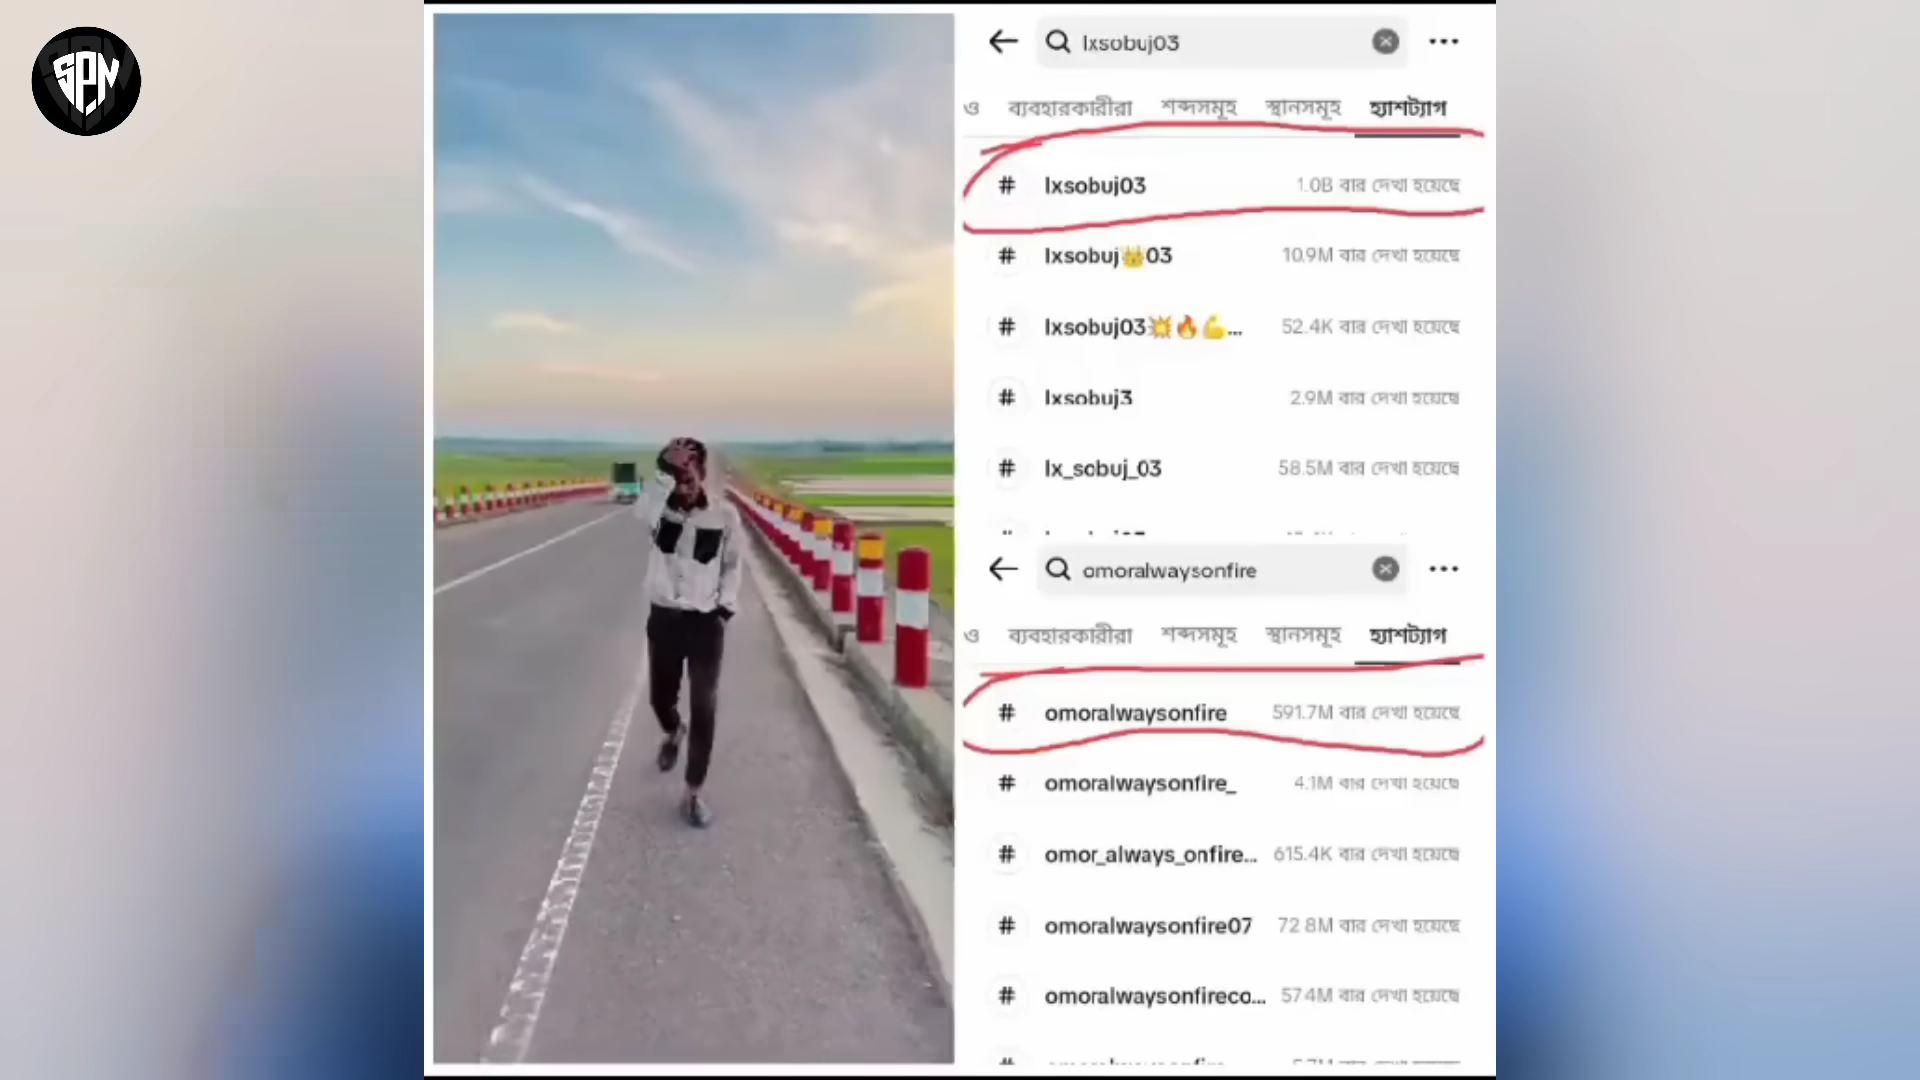 SPN
lxsobuj03
ও ব্যবহারকারীরা শব্দসমূহ স্থানসমূহ হ্যাশট্যাগ
# lxsobuj03 1.0B বার দেখা হয়েছে
# lxsobuj👑03 10.9M বার দেখা হয়েছে
# lxsobuj03💥🔥💪... 52.4K বার দেখা হয়েছে
# lxsobuj3 2.9M বার দেখা হয়েছে
# lx_sobuj_03 58.5M বার দেখা হয়েছে
omoralwaysonfire
ও ব্যবহারকারীরা শব্দসমূহ স্থানসমূহ হ্যাশট্যাগ
# omoralwaysonfire 591.7M বার দেখা হয়েছে
# omoralwaysonfire_ 4.1M বার দেখা হয়েছে
# omor_always_onfire... 615.4K বার দেখা হয়েছে
# omoralwaysonfire07 72.8M বার দেখা হয়েছে
# omoralwaysonfireco... 57.4M বার দেখা হয়েছে